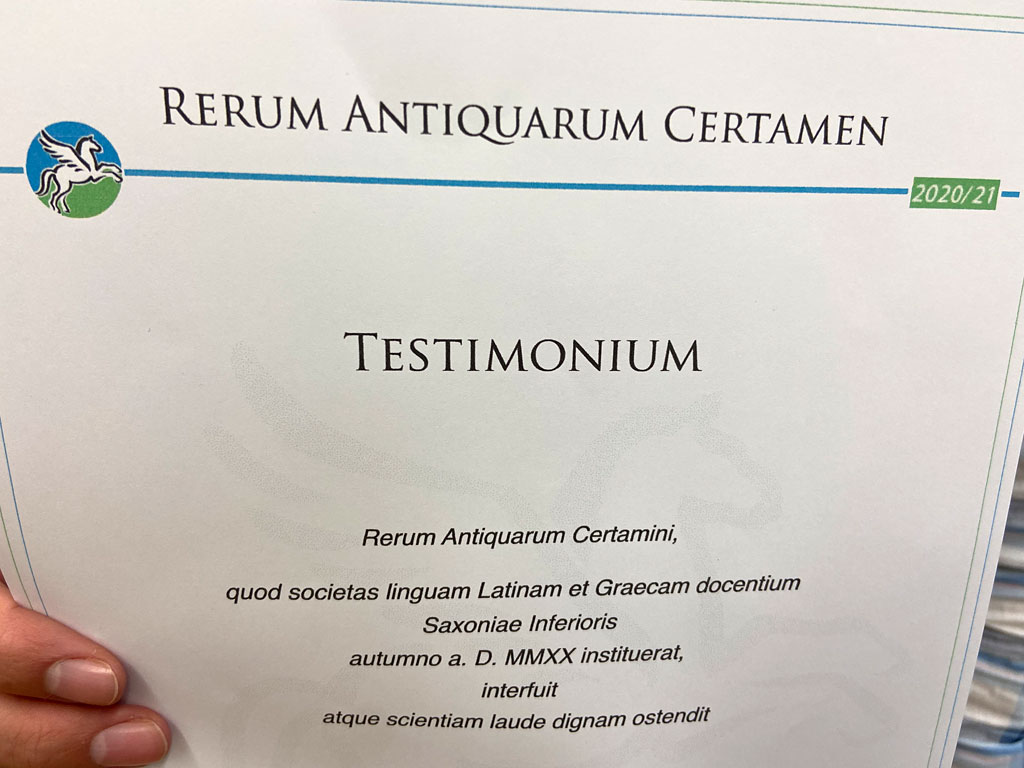 RERUM ANTIQUARUM CERTAMEN
2020/21
TESTIMONIUM
Rerum Antiquarum Certamini,
quod societas linguam Latinam et Graecam docentium
Saxoniae Inferioris
autumno a. D. MMXX instituerat,
interfuit
atque scientiam laude dignam ostendit